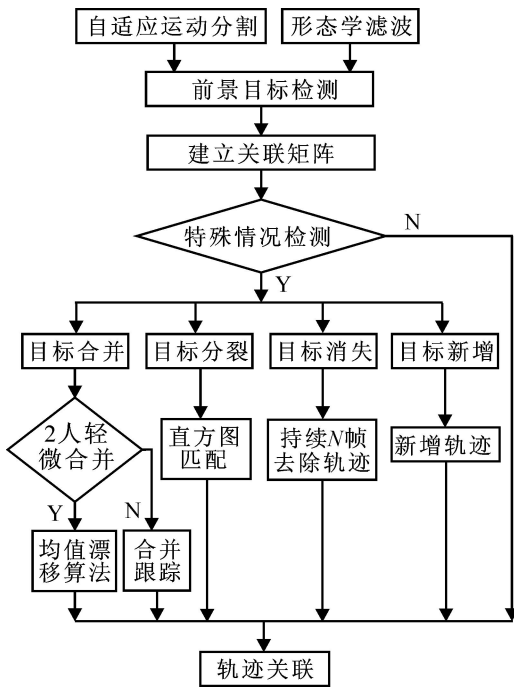 自适应运动分割
形态学滤波
前景目标检测
建立关联矩阵
特殊情况检测
N
Y
目标合并
目标分裂
目标消失
目标新增
2人轻
微合并
直方图
匹配
持续N帧
去除轨迹
新增轨迹
Y
N
均值漂
移算法
合并
跟踪
轨迹关联